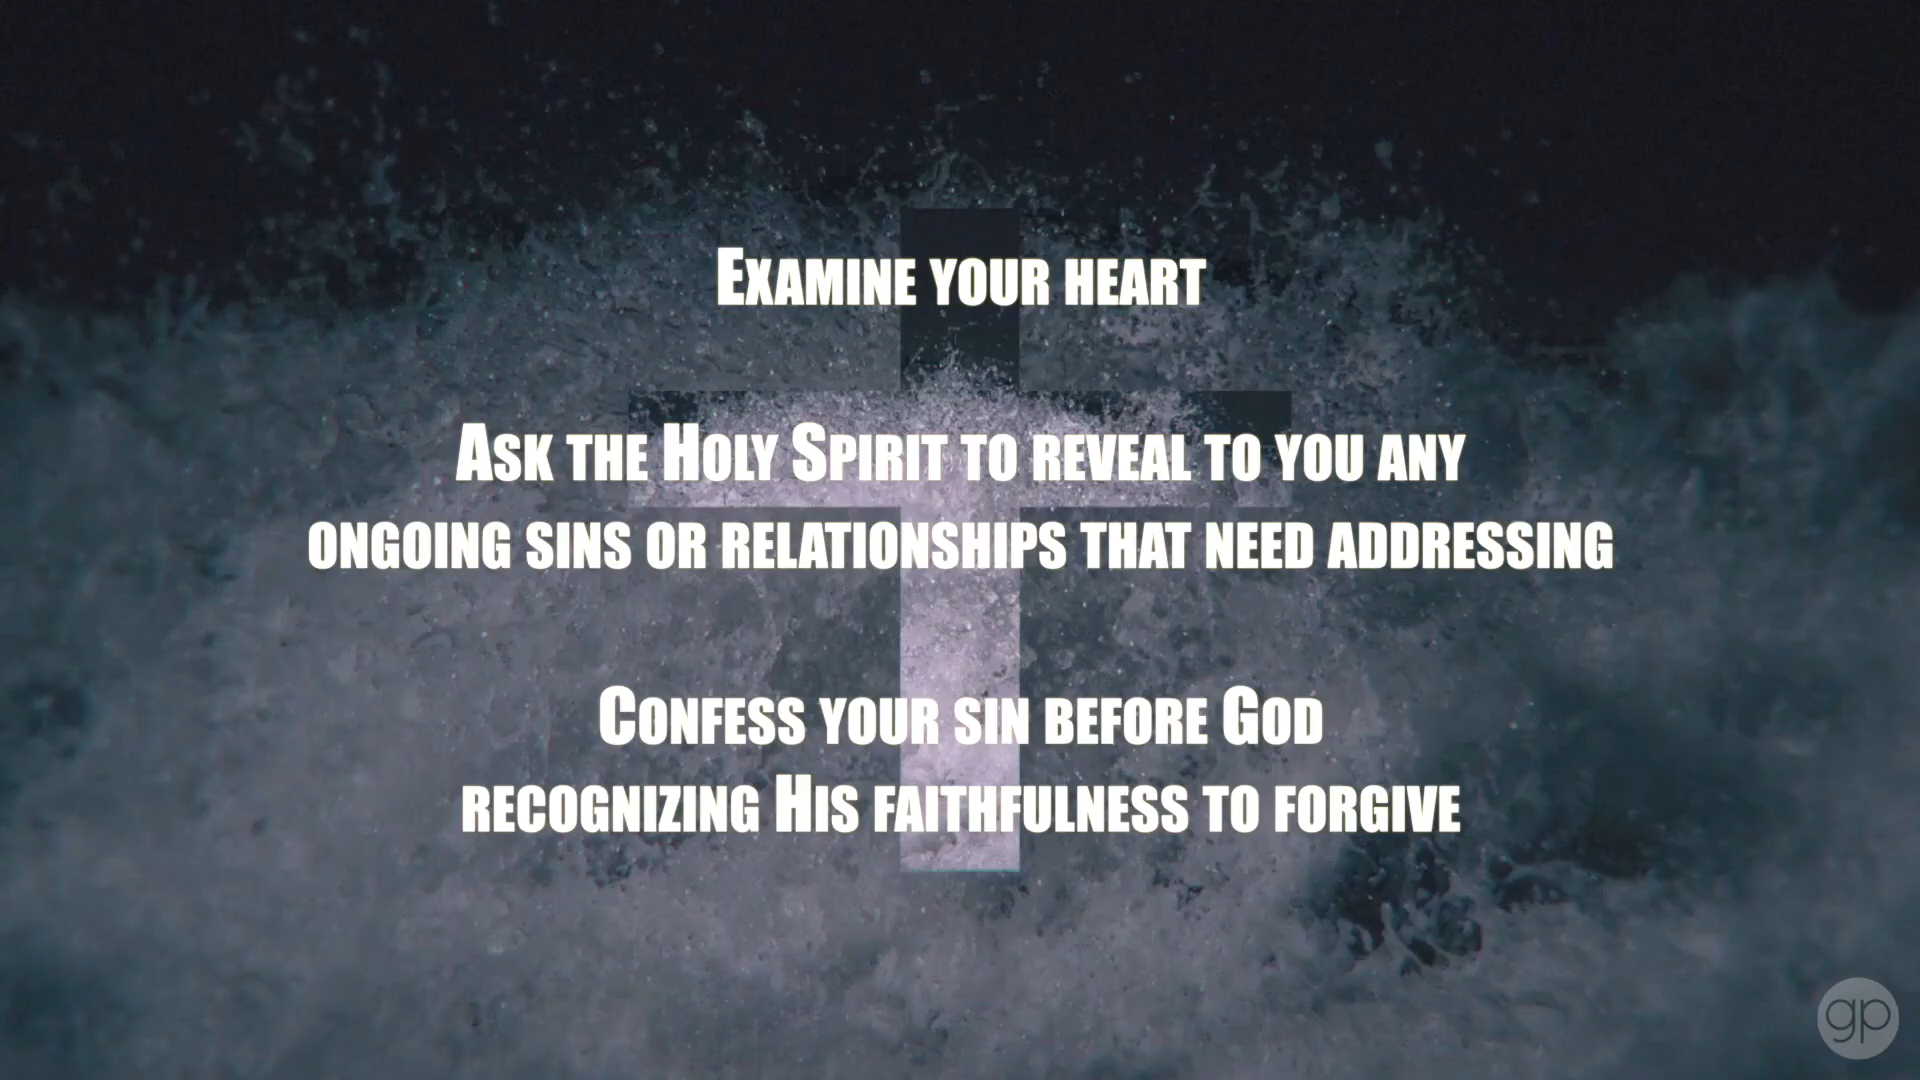 Examine your heart
Ask the Holy Spirit to reveal to you any
ongoing sins or relationships that need addressing
Confess your sin before God
recognizing His faithfulness to forgive
gp